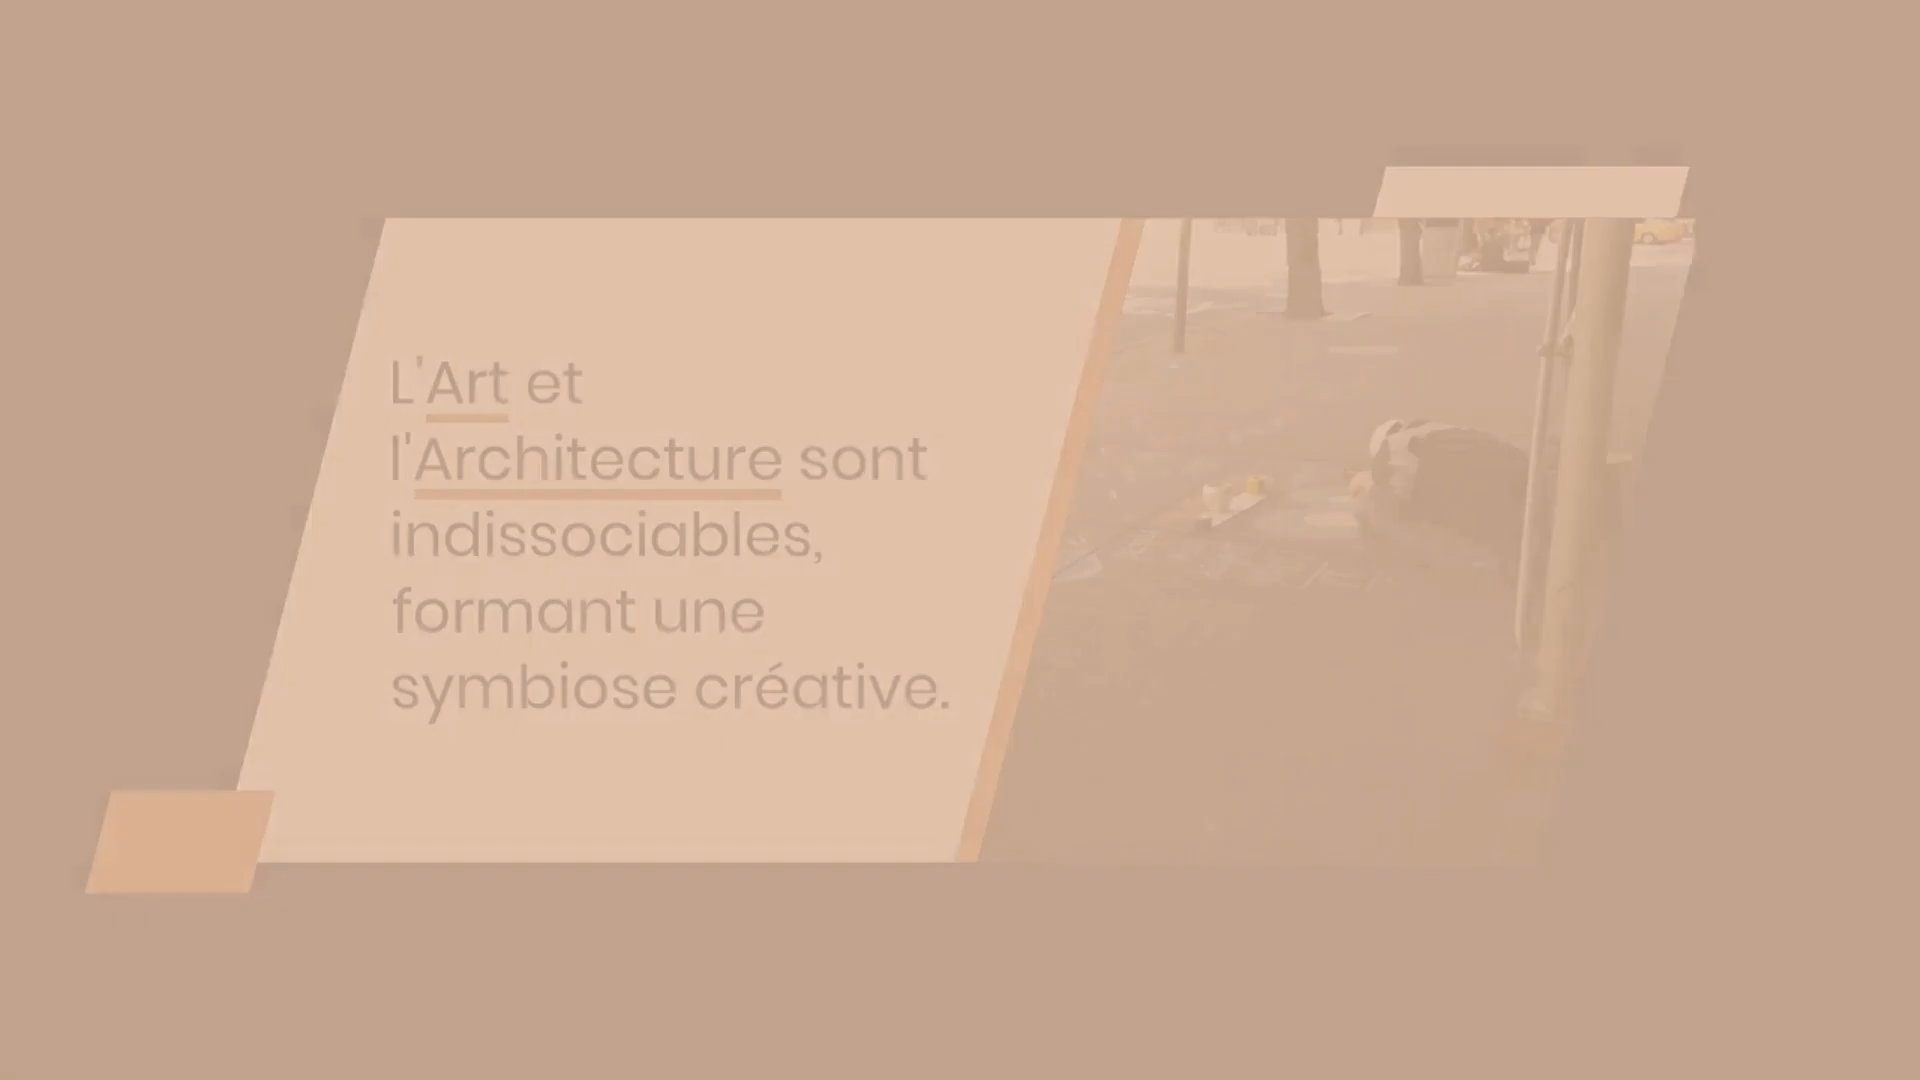 L'Art et
l'Architecture sont
indissociables,
formant une
symbiose créative.